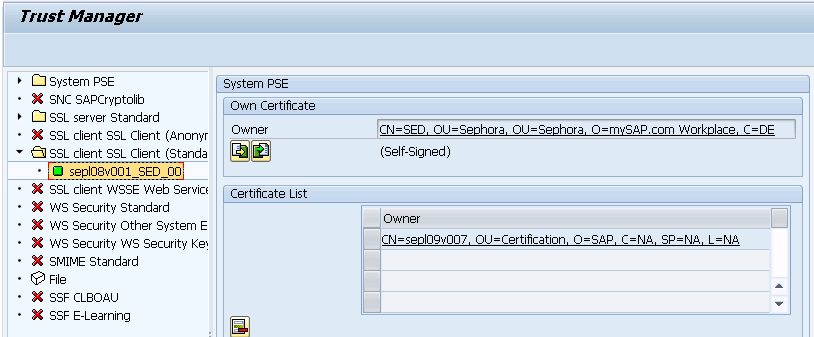 Trust Manager
System PSE
SNC SAPCryptolib
SSL server Standard
SSL client SSL Client (Anonyr
SSL client SSL Client (Standa
sepl08v001_SED_00
SSL client WSSE Web Service
WS Security Standard
WS Security Other System E
WS Security WS Security Key
SMIME Standard
File
SSF CLBOAU
SSF E-Learning
System PSE
Own Certificate
Owner CN=SED, OU=Sephora, OU=Sephora, O=mySAP.com Workplace, C=DE
(Self-Signed)
Certificate List
Owner
CN=sepl09v007, OU=Certification, O=SAP, C=NA, SP=NA, L=NA